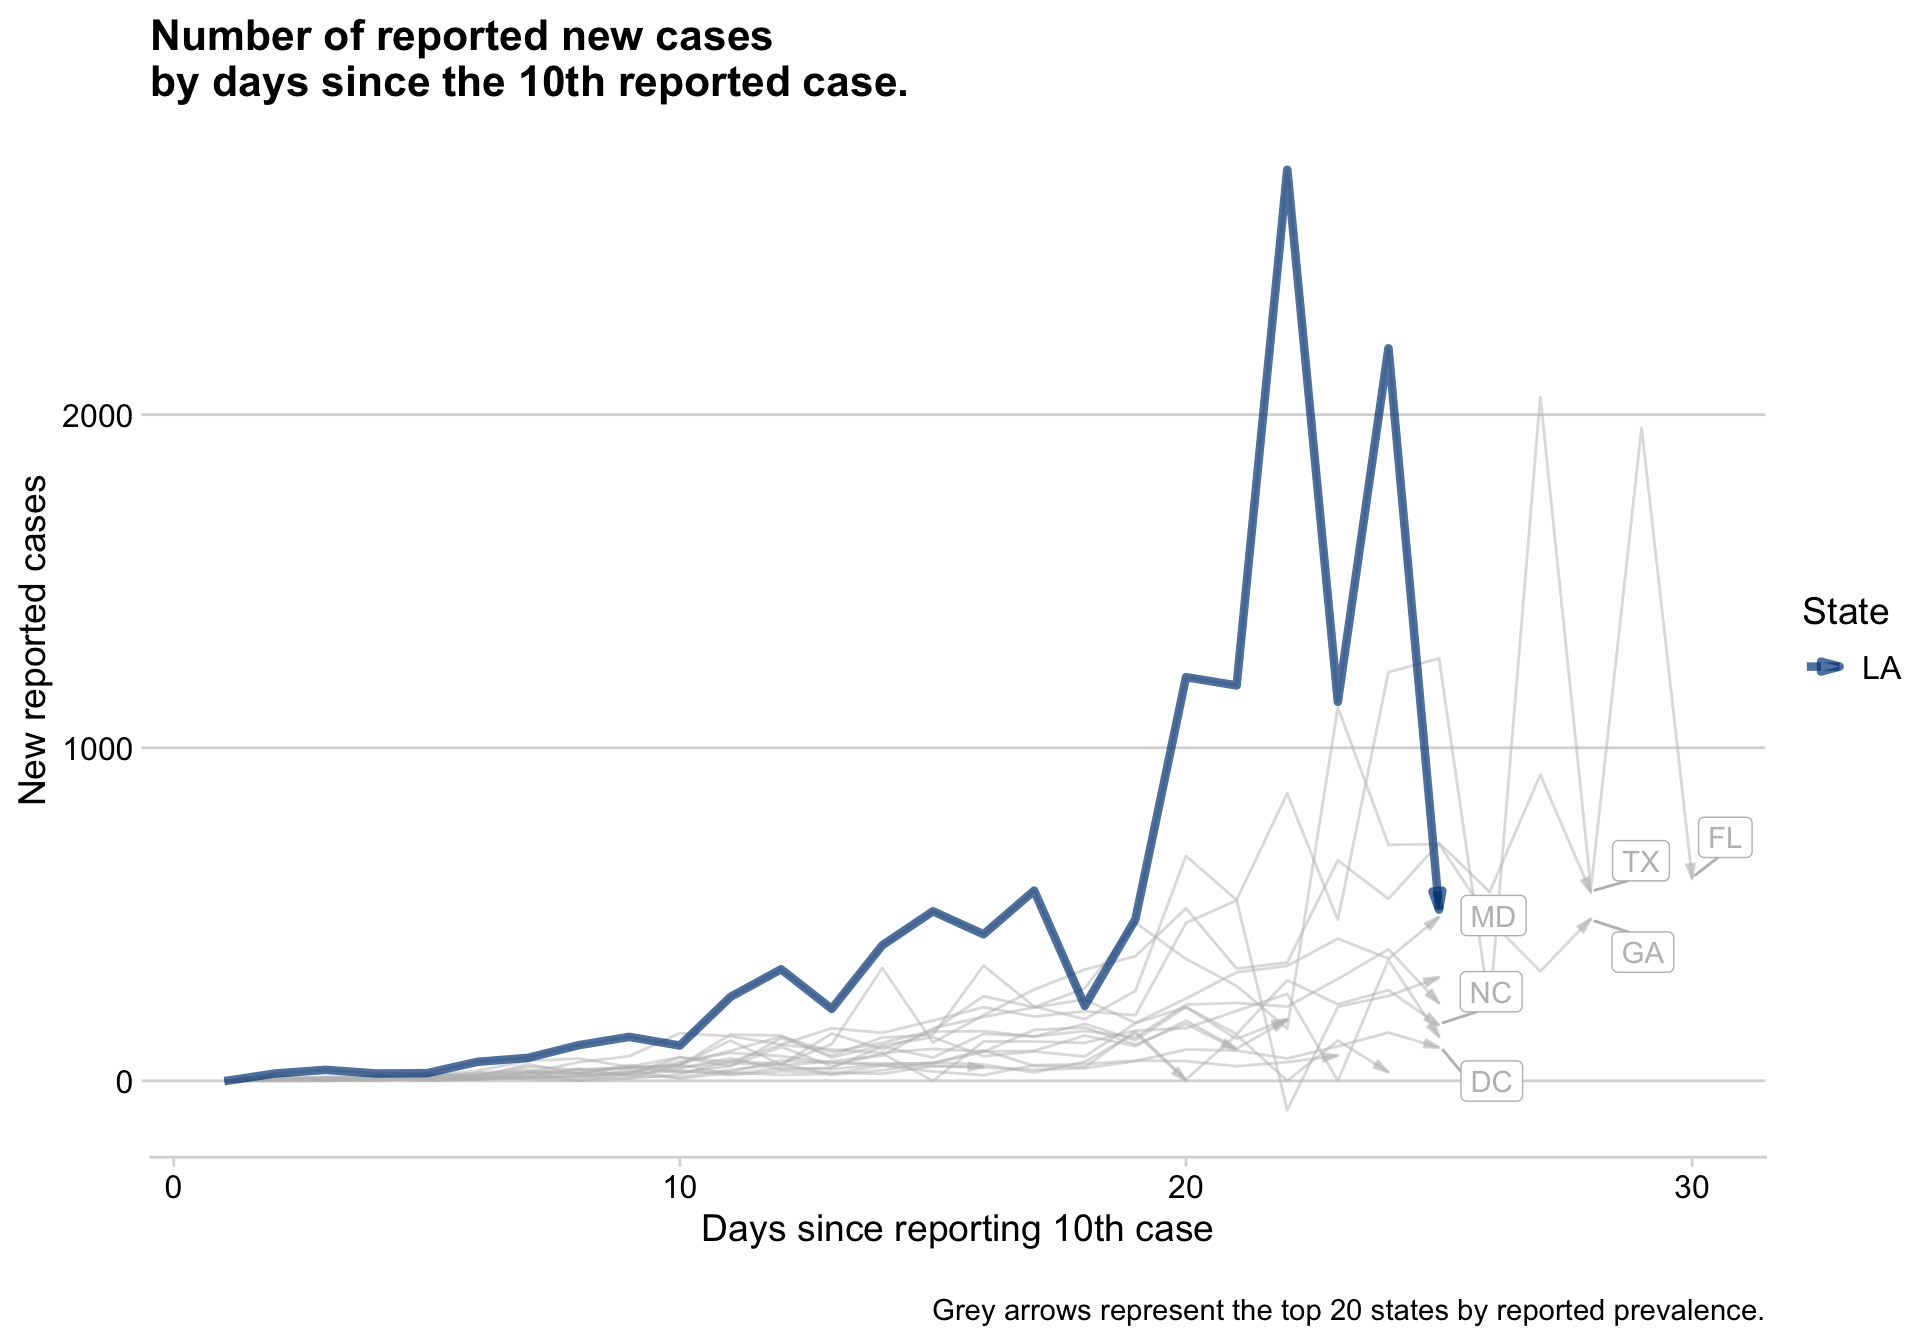 Number of reported new cases
by days since the 10th reported case.
New reported cases
2000
1000
0
0
10
20
30
Days since reporting 10th case
FL
TX
MD
GA
NC
DC
State
LA
Grey arrows represent the top 20 states by reported prevalence.